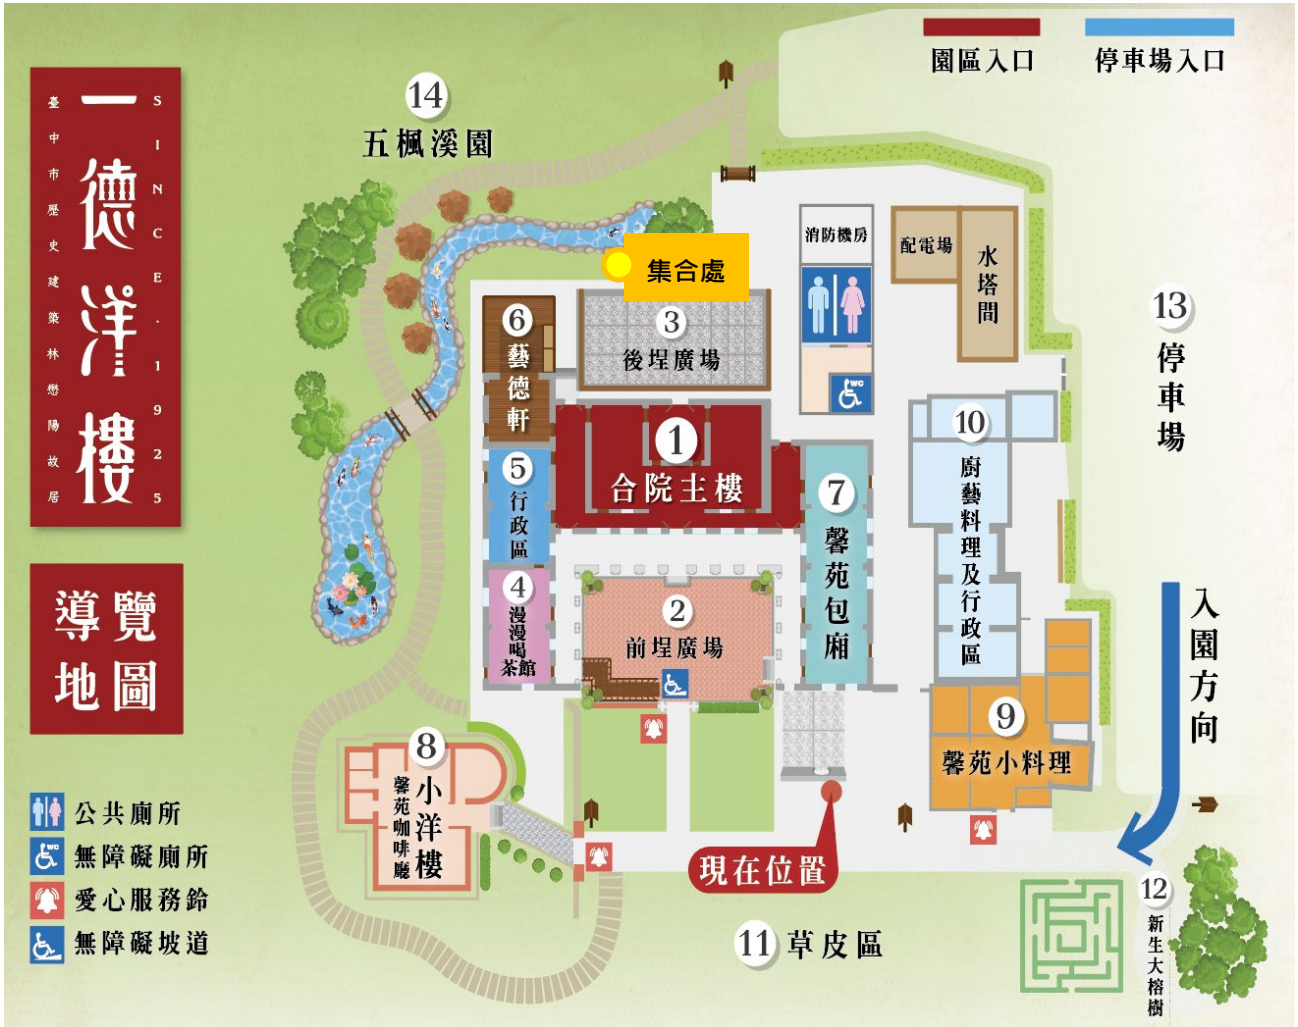 園區入口
停車場入口
一德洋樓
SINCE.1925
臺中市歷史建築林懋陽故居
導覽
地圖
公共廁所
無障礙廁所
愛心服務鈴
無障礙坡道
14
五楓溪園
集合處
3
後埕廣場
6
藝德軒
消防機房
配電場
水塔間
WC
13
停車場
1
合院主樓
5
行政區
7
馨苑包廂
10
廚藝料理及行政區
4
漫漫喝
茶館
2
前埕廣場
入園方向
8
小洋樓
馨苑咖啡廳
9
馨苑小料理
現在位置
11 草皮區
12
新生大榕樹
WC